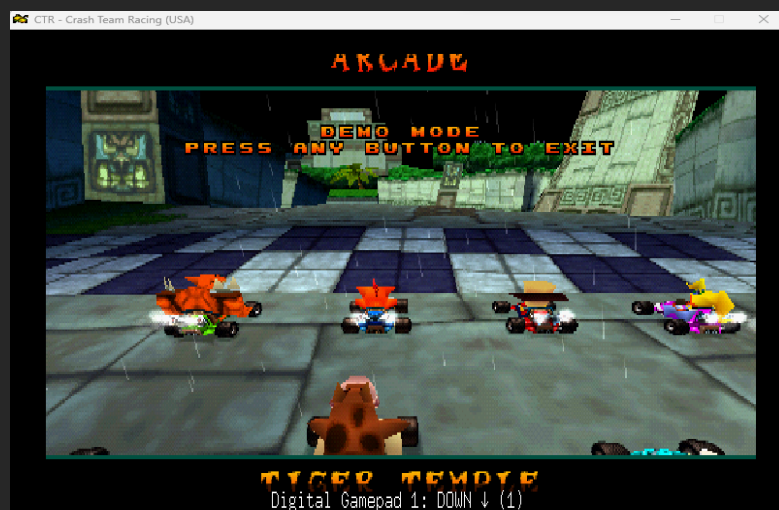 CTR - Crash Team Racing (USA)
ARCADE
DEMO MODE
PRESS ANY BUTTON TO EXIT
TIGER TEMPLE
Digital Gamepad 1: DOWN ↓ (1)